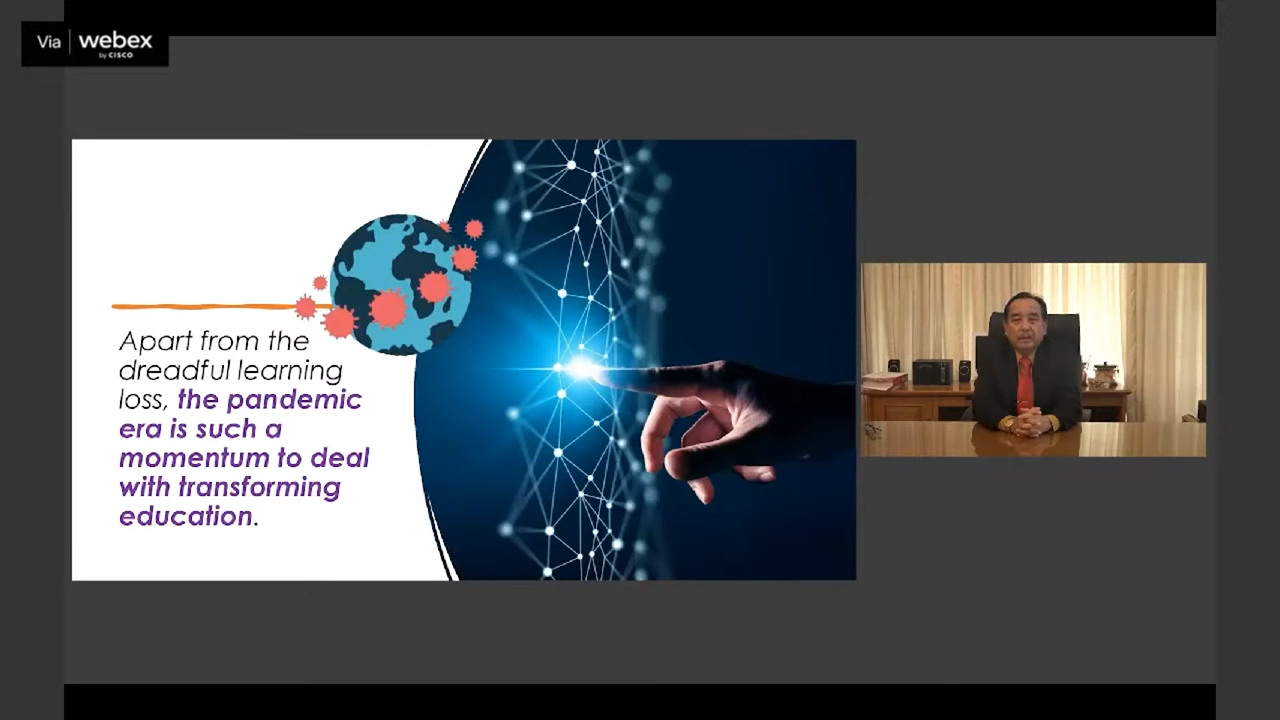 Via webex
by CISCO
Apart from the
dreadful learning
loss, the pandemic
era is such a
momentum to deal
with transforming
education.